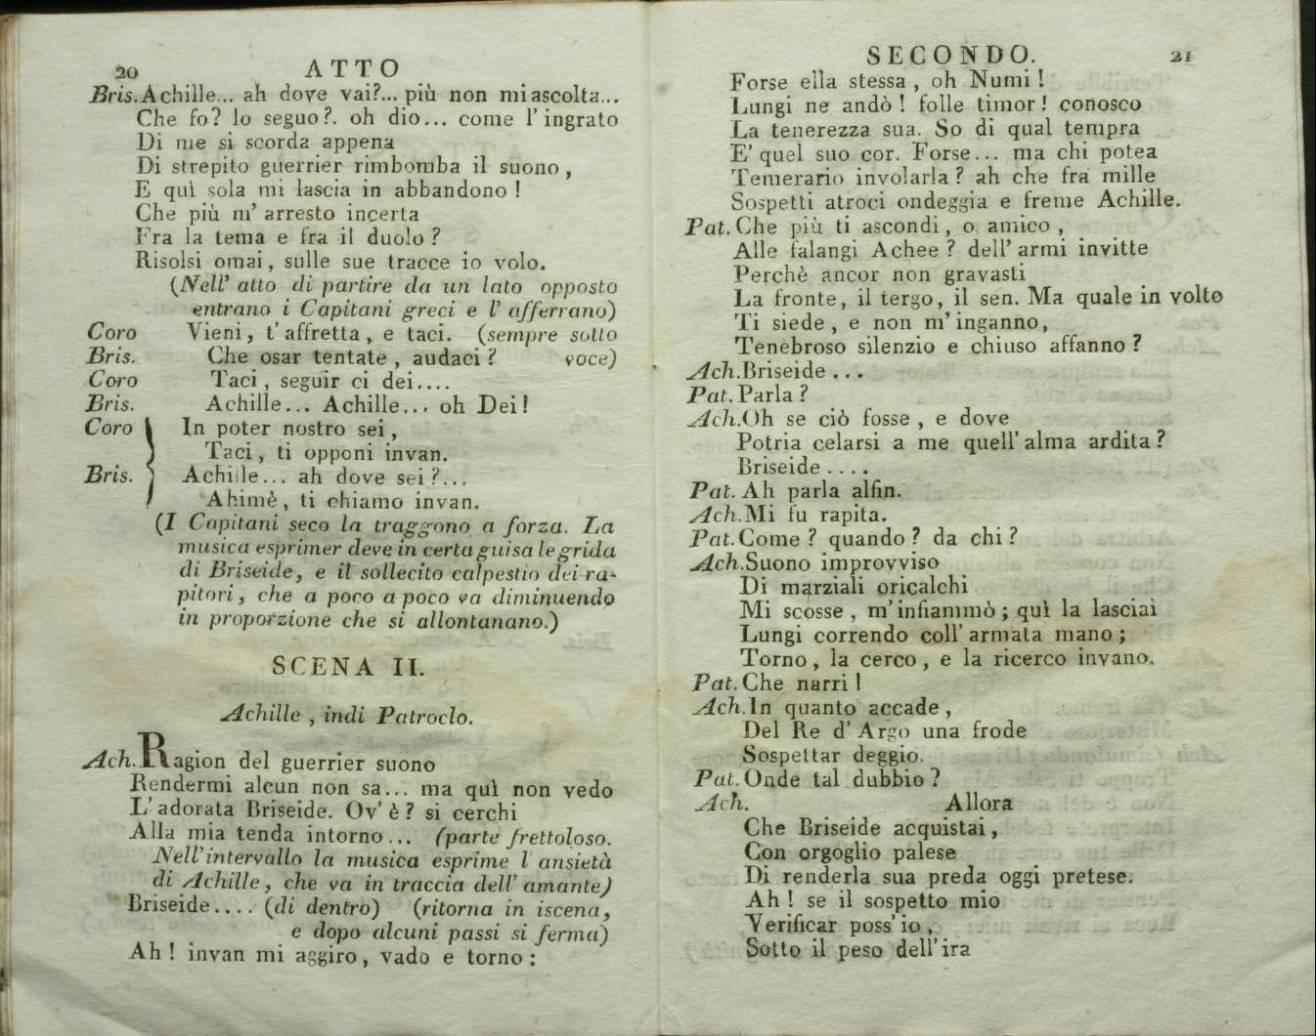 20 ATTO
Bris. Achille... ah dove vai?... più non mi ascolta...
Che fo? lo seguo?. oh dio... come l'ingrato
Di me si scorda appena
Di strepito guerrier rimbomba il suono,
E quì sola mi lascia in abbandono!
Che più m'arresto incerta
Fra la tema e fra il duolo?
Risolsi omai, sulle sue tracce io volo.
(Nell' atto di partire da un lato opposto
entrano i Capitani greci e l' afferrano)
Coro Vieni, t'affretta, e taci. (sempre sotto
Bris. Che osar tentate, audaci? voce)
Coro Taci, seguir ci dei....
Bris. Achille... Achille... oh Dei!
Coro In poter nostro sei,
Taci, ti opponi invan.
Bris. Achille... ah dove sei?...
Ahimè, ti chiamo invan.
(I Capitani seco la traggono a forza. La
musica esprimer deve in certa guisa le grida
di Briseide, e il sollecito calpestio dei ra-
pitori, che a poco a poco va diminuendo
in proporzione che si allontanano.)
SCENA II.
Achille, indi Patroclo.
Ach. Ragion del guerrier suono
Rendermi alcun non sa... ma quì non vedo
L'adorata Briseide. Ov'è? si cerchi
Alla mia tenda intorno... (parte frettoloso.
Nell'intervallo la musica esprime l'ansietà
di Achille, che va in traccia dell' amante)
Briseide.... (di dentro) (ritorna in iscena,
e dopo alcuni passi si ferma)
Ah! invan mi aggiro, vado e torno:
SECONDO. 21
Forse ella stessa, oh Numi!
Lungi ne andò! folle timor! conosco
La tenerezza sua. So di qual tempra
E' quel suo cor. Forse... ma chi potea
Temerario involarla? ah che fra mille
Sospetti atroci ondeggia e freme Achille.
Pat. Che più ti ascondi, o amico,
Alle falangi Achee? dell' armi invitte
Perchè ancor non gravasti
La fronte, il tergo, il sen. Ma quale in volto
Ti siede, e non m'inganno,
Tenebroso silenzio e chiuso affanno?
Ach. Briseide...
Pat. Parla?
Ach. Oh se ciò fosse, e dove
Potria celarsi a me quell'alma ardita?
Briseide....
Pat. Ah parla alfin.
Ach. Mi fu rapita.
Pat. Come? quando? da chi?
Ach. Suono improvviso
Di marziali oricalchi
Mi scosse, m'infiammò; quì la lasciai
Lungi correndo coll' armata mano;
Torno, la cerco, e la ricerco invano.
Pat. Che narri!
Ach. In quanto accade,
Del Re d'Argo una frode
Sospettar deggio.
Pat. Onde tal dubbio?
Ach. Allora
Che Briseide acquistai,
Con orgoglio palese
Di renderla sua preda oggi pretese.
Ah! se il sospetto mio
Verificar poss'io,
Sotto il peso dell'ira